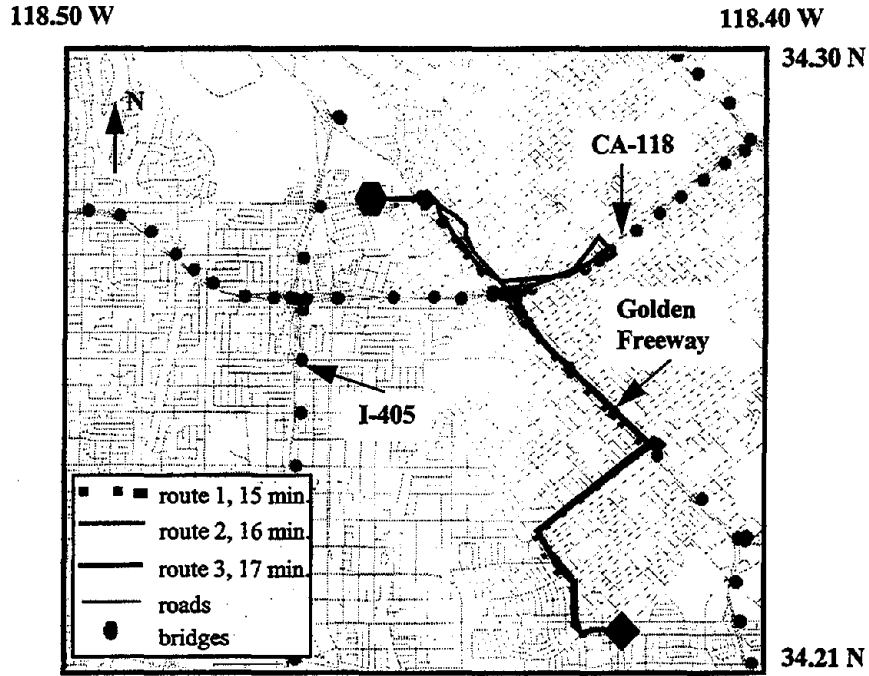 118.50 W
118.40 W
34.30 N
N
CA-118
Golden
Freeway
I-405
route 1, 15 min.
route 2, 16 min.
route 3, 17 min.
roads
bridges
34.21 N